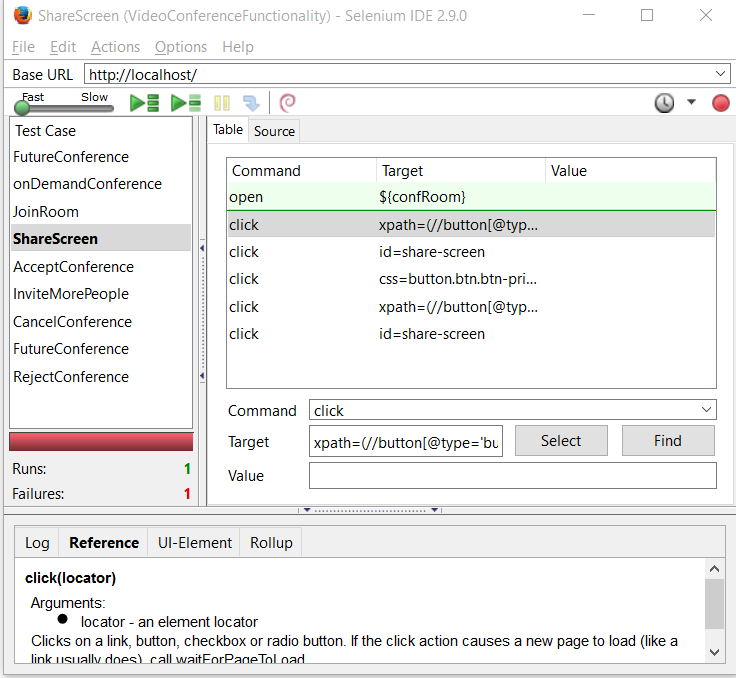 ShareScreen (VideoConferenceFunctionality) - Selenium IDE 2.9.0
File Edit Actions Options Help
Base URL http://localhost/
Fast Slow
Test Case
FutureConference
onDemandConference
JoinRoom
ShareScreen
AcceptConference
InviteMorePeople
CancelConference
FutureConference
RejectConference
Runs: 1
Failures: 1
Table Source
Command Target Value
open ${confRoom}
click xpath=(//button[@typ...
click id=share-screen
click css=button.btn.btn-pri...
click xpath=(//button[@typ...
click id=share-screen
Command click
Target xpath=(//button[@type='bu Select Find
Value
Log Reference UI-Element Rollup
click(locator)
Arguments:
● locator - an element locator
Clicks on a link, button, checkbox or radio button. If the click action causes a new page to load (like a
link usually does), call waitForPageToLoad